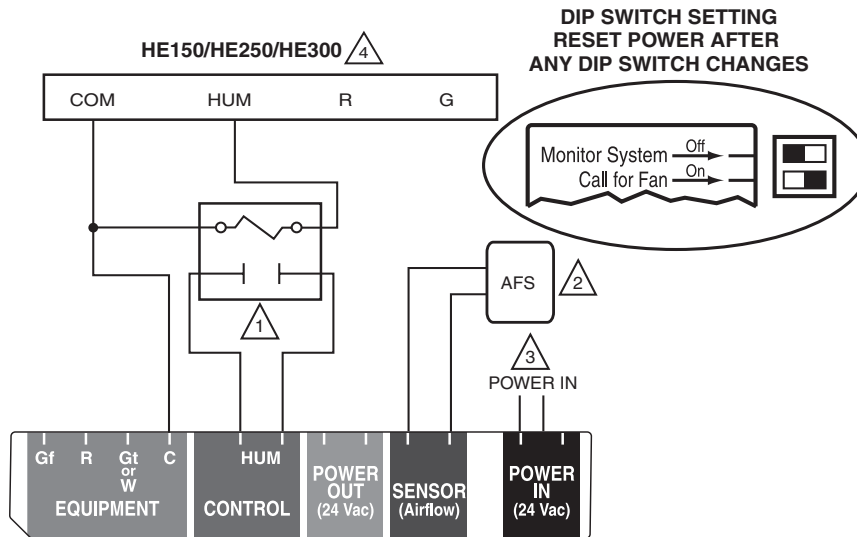 DIP SWITCH SETTING
RESET POWER AFTER
ANY DIP SWITCH CHANGES
HE150/HE250/HE300 4
COM HUM R G
Monitor System Off
Call for Fan On
1
AFS 2
3
POWER IN
Gf R Gt or W C
EQUIPMENT
HUM
CONTROL
POWER
OUT
(24 Vac)
SENSOR
(Airflow)
POWER
IN
(24 Vac)